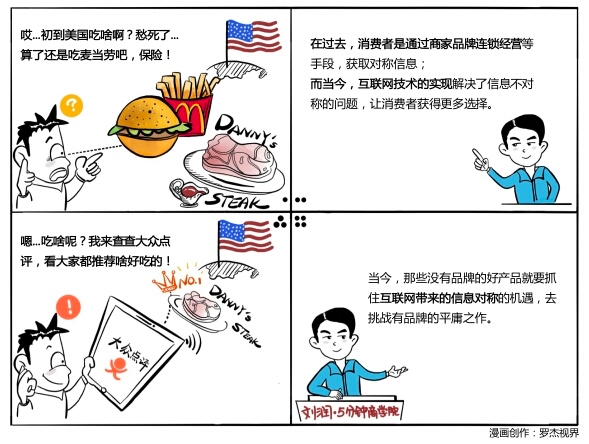 哎...初到美国吃啥啊？愁死了...
算了还是吃麦当劳吧，保险！
?
M
DANNY's
STEAK
在过去，消费者是通过商家品牌连锁经营等
手段，获取对称信息；
而当今，互联网技术的实现解决了信息不对
称的问题，让消费者获得更多选择。
嗯...吃啥呢？我来查查大众点
评，看大家都推荐啥好吃的！
!
大众点评
NO.1
DANNY's
STEAK
当今，那些没有品牌的好产品就要抓
住互联网带来的信息对称的机遇，去
挑战有品牌的平庸之作。
刘润·5分钟商学院
漫画创作：罗杰视界